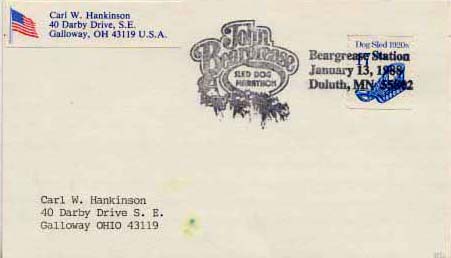 Carl W. Hankinson
40 Darby Drive, S.E.
Galloway, OH 43119 U.S.A.
John
Beargrease
SLED DOG
MARATHON
Dog Sled 1920s
Beargrease Station
January 13, 1988
Duluth, MN 55802
Carl W. Hankinson
40 Darby Drive S. E.
Galloway OHIO 43119